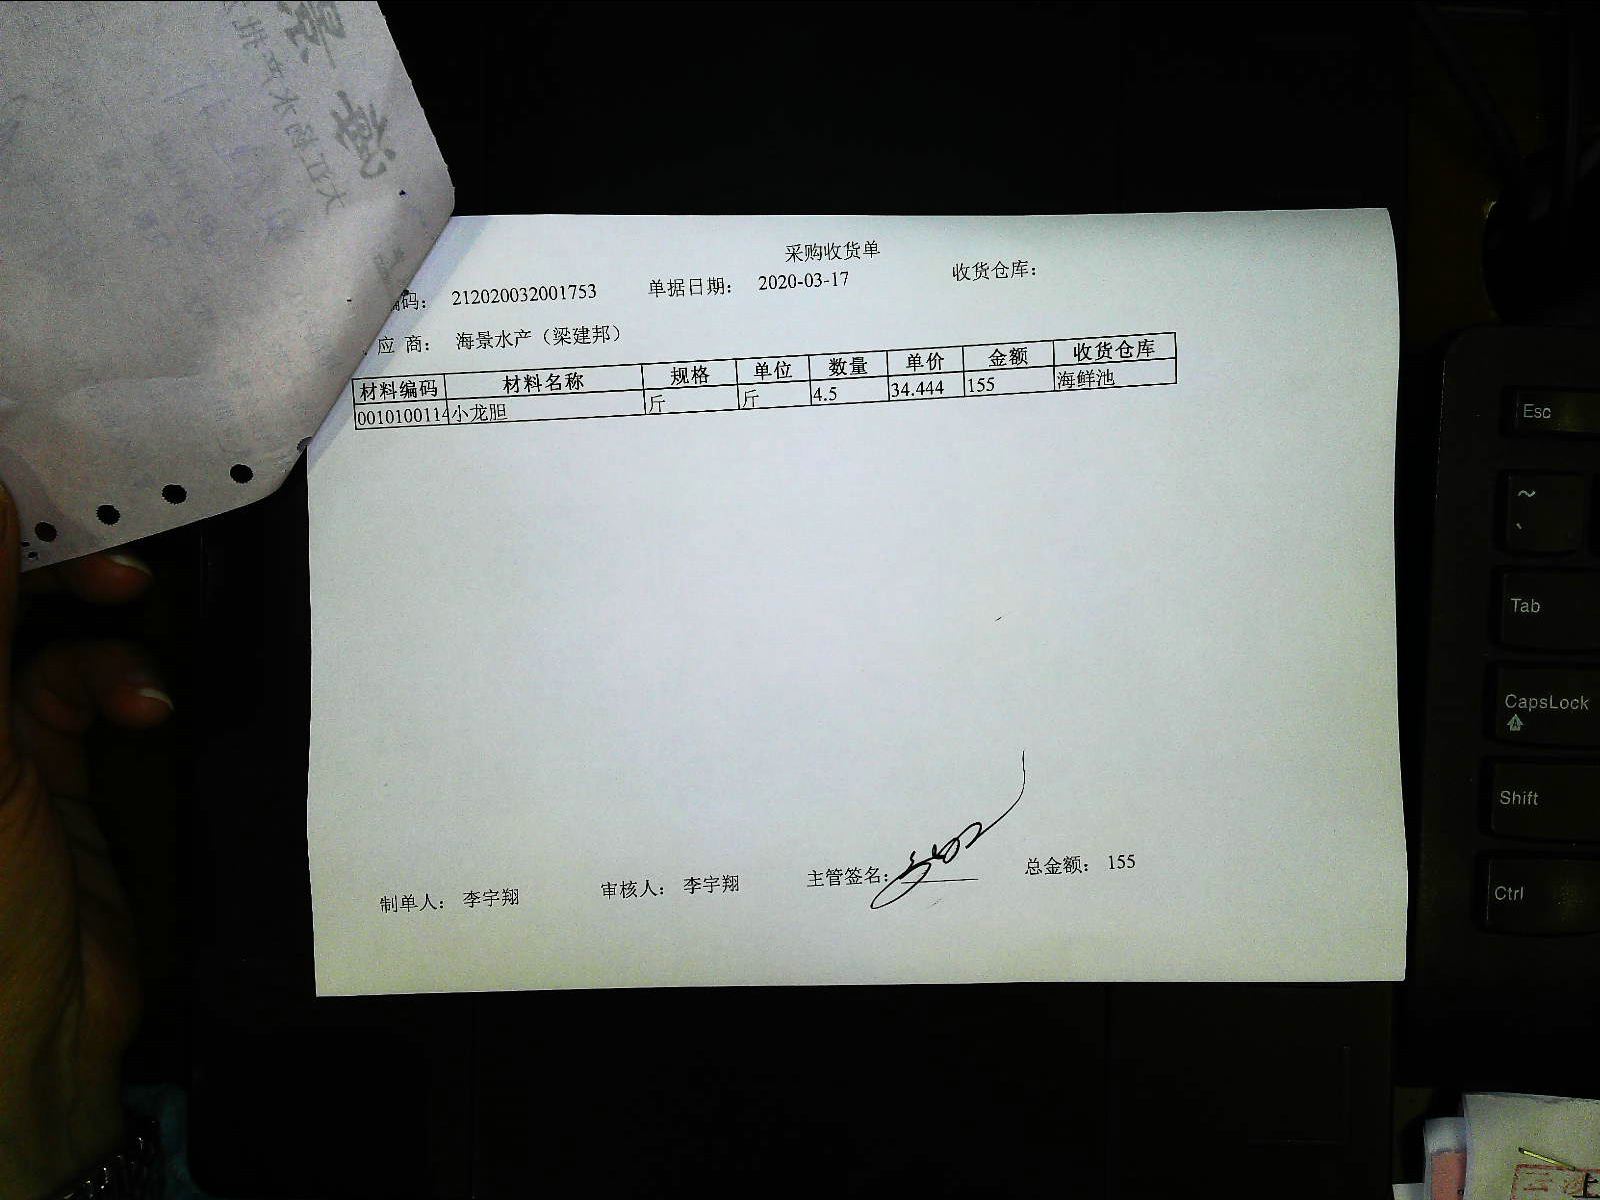 采购收货单
编码： 212020032001753 单据日期： 2020-03-17 收货仓库：
应 商： 海景水产（梁建邦）
材料编码 材料名称 规格 单位 数量 单价 金额 收货仓库
0010100114 小龙胆 斤 斤 4.5 34.444 155 海鲜池
制单人： 李宇翔 审核人： 李宇翔 主管签名： 总金额： 155
Esc
~
、
Tab
CapsLock
A
Shift
Ctrl